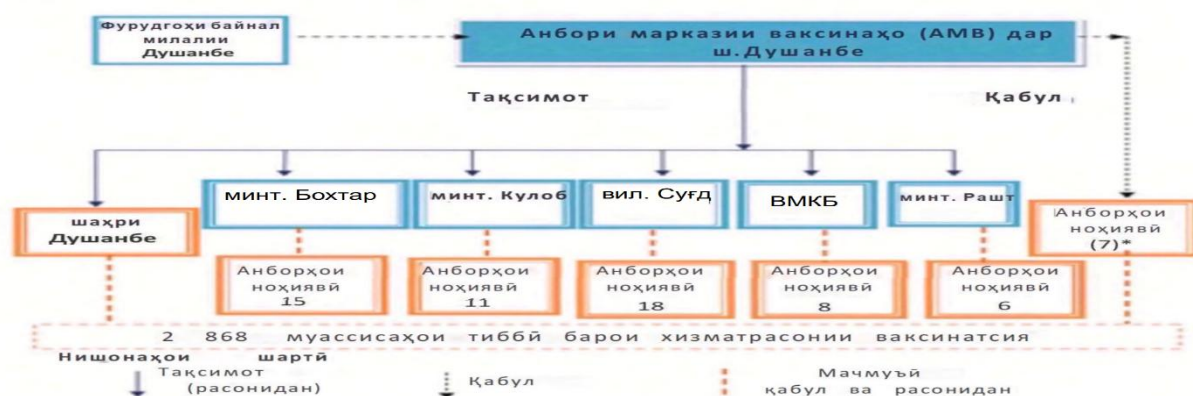 Фурудгоҳи байнал
милалии
Душанбе
Анбори марказии ваксинаҳо (АМВ) дар
ш.Душанбе
Тақсимот
Қабул
шаҳри
Душанбе
минт. Бохтар
минт. Кулоб
вил. Суғд
ВМКБ
минт. Рашт
Анборҳои
ноҳиявӣ
(7)*
Анборҳои
ноҳиявӣ
15
Анборҳои
ноҳиявӣ
11
Анборҳои
ноҳиявӣ
18
Анборҳои
ноҳиявӣ
8
Анборҳои
ноҳиявӣ
6
2 868 муассисаҳои тиббӣ барои хизматрасонии ваксинатсия
Нишонаҳои шартӣ
Тақсимот
(расонидан)
Қабул
Маҷмуъӣ
қабул ва расонидан